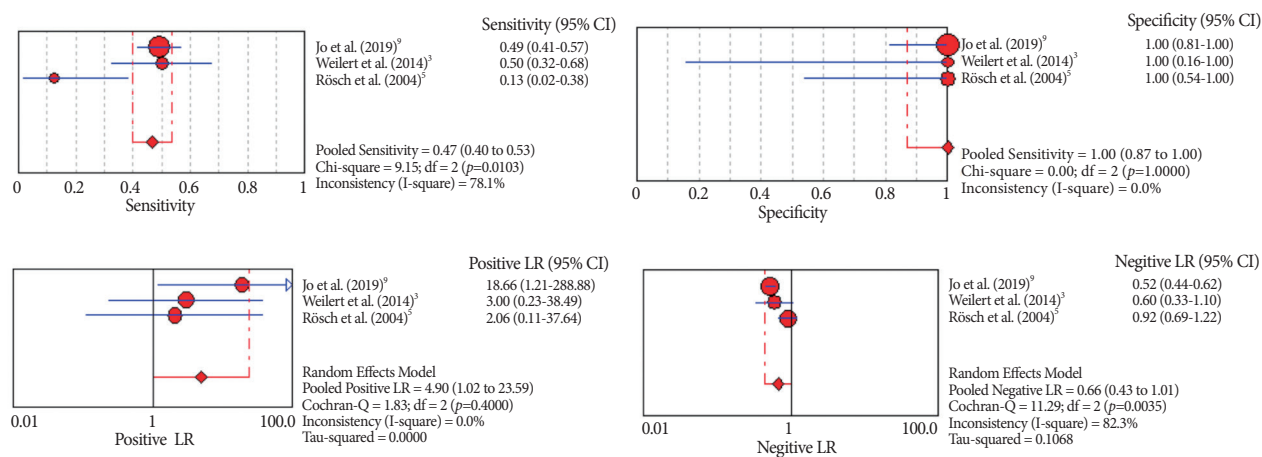 Sensitivity (95% CI)
Jo et al. (2019)9 0.49 (0.41-0.57)
Weilert et al. (2014)3 0.50 (0.32-0.68)
Rösch et al. (2004)5 0.13 (0.02-0.38)
Pooled Sensitivity = 0.47 (0.40 to 0.53)
Chi-square = 9.15; df = 2 (p=0.0103)
Inconsistency (I-square) = 78.1%
0 0.2 0.4 0.6 0.8 1
Sensitivity
Specificity (95% CI)
Jo et al. (2019)9 1.00 (0.81-1.00)
Weilert et al. (2014)3 1.00 (0.16-1.00)
Rösch et al. (2004)5 1.00 (0.54-1.00)
Pooled Sensitivity = 1.00 (0.87 to 1.00)
Chi-square = 0.00; df = 2 (p=1.0000)
Inconsistency (I-square) = 0.0%
0 0.2 0.4 0.6 0.8 1
Specificity
Positive LR (95% CI)
Jo et al. (2019)9 18.66 (1.21-288.88)
Weilert et al. (2014)3 3.00 (0.23-38.49)
Rösch et al. (2004)5 2.06 (0.11-37.64)
Random Effects Model
Pooled Positive LR = 4.90 (1.02 to 23.59)
Cochran-Q = 1.83; df = 2 (p=0.4000)
Inconsistency (I-square) = 0.0%
Tau-squared = 0.0000
0.01 1 100.0
Positive LR
Negative LR (95% CI)
Jo et al. (2019)9 0.52 (0.44-0.62)
Weilert et al. (2014)3 0.60 (0.33-1.10)
Rösch et al. (2004)5 0.92 (0.69-1.22)
Random Effects Model
Pooled Negative LR = 0.66 (0.43 to 1.01)
Cochran-Q = 11.29; df = 2 (p=0.0035)
Inconsistency (I-square) = 82.3%
Tau-squared = 0.1068
0.01 1 100.0
Negitive LR